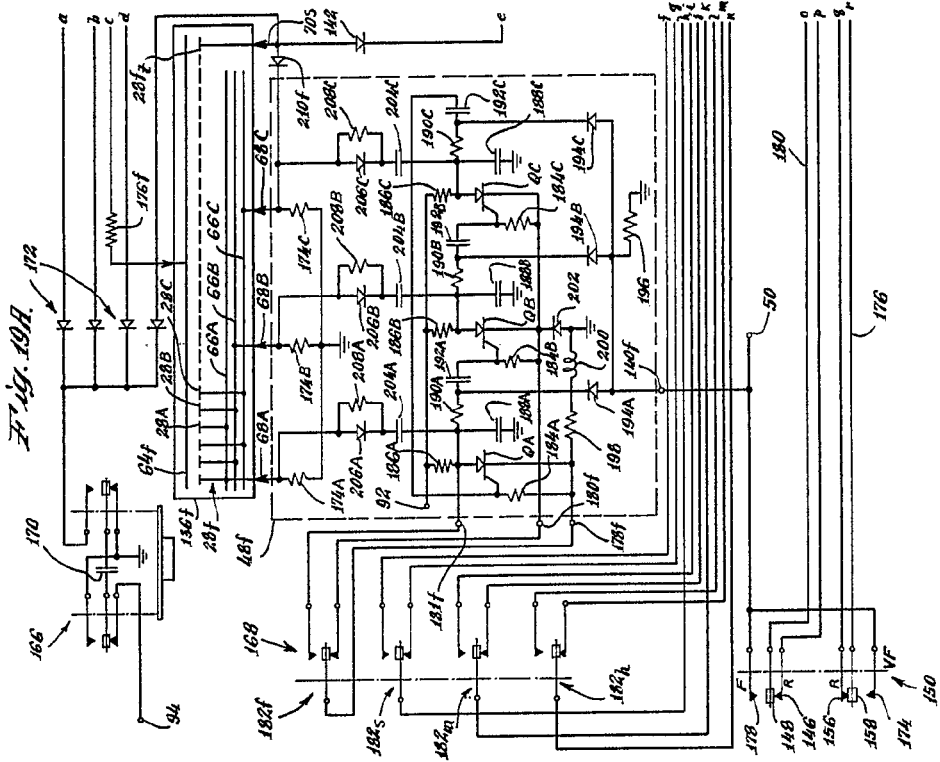 Fig. 19A.
a
b
c
d
e
f
g
h
i
j
k
l
m
n
o
p
q
r
166
170
94
172
176f
64f
136f
28f
28A
28B
28C
66A
66B
66C
28fz
70S
142
210f
68A
68B
68C
48f
174A
174B
174C
206A
208A
204A
206B
208B
204B
206C
208C
204C
92
186A
186B
186C
190A
192A
190B
192B
190C
192C
188A
188B
188C
QA
QB
QC
184A
184B
184C
194A
194B
194C
196
198
200
202
180f
178f
181f
140f
50
168
182f
182s
182m
182h
180
176
178
148
146
156
158
174
150
F
R
R
VF